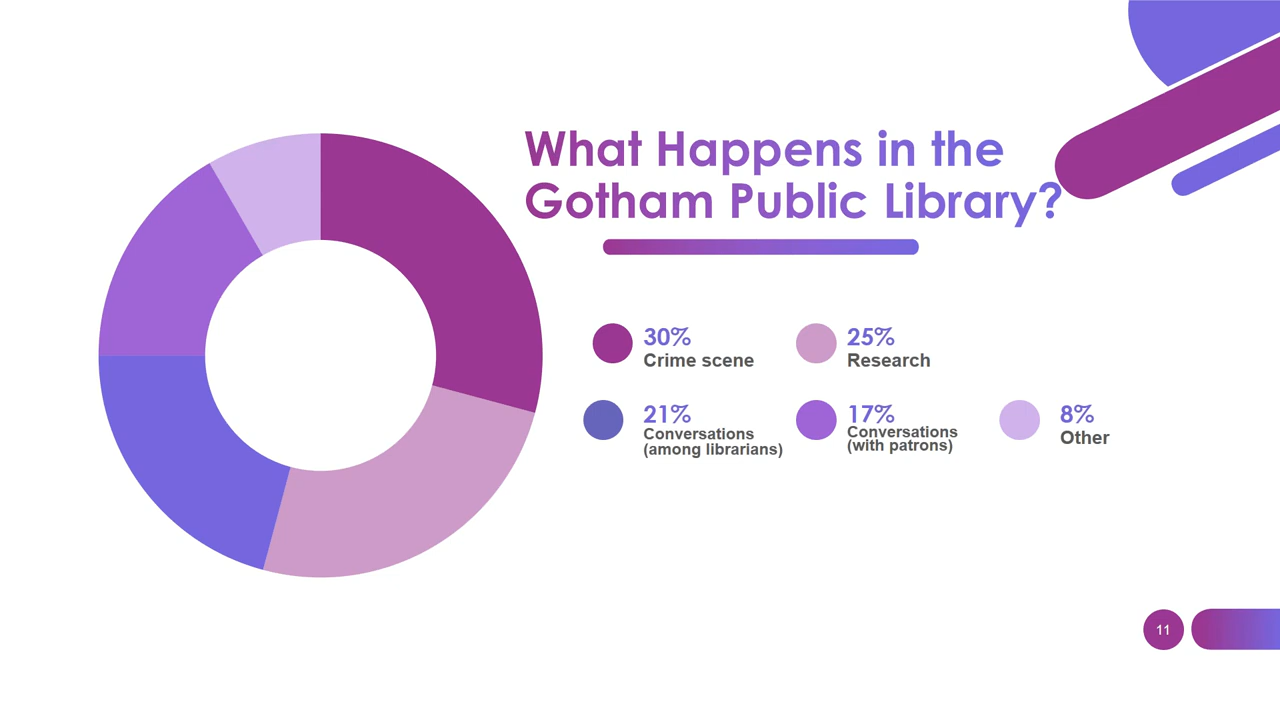 What Happens in the
Gotham Public Library?
30%
Crime scene
25%
Research
21%
Conversations
(among librarians)
17%
Conversations
(with patrons)
8%
Other
11